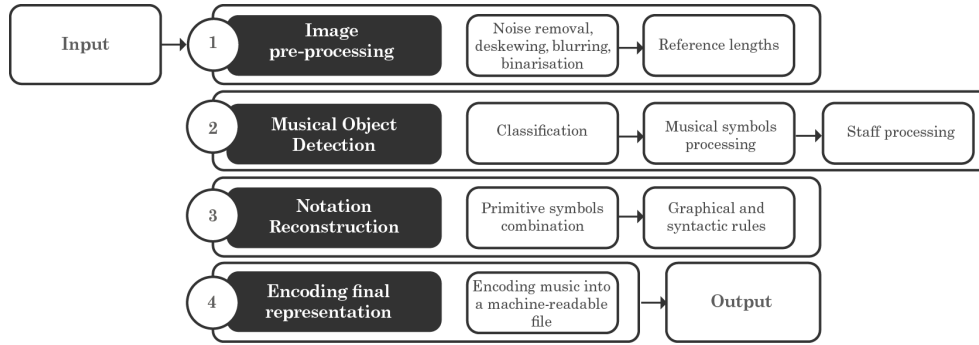 Input
1
Image
pre-processing
Noise removal,
deskewing, blurring,
binarisation
Reference lengths
2
Musical Object
Detection
Classification
Musical symbols
processing
Staff processing
3
Notation
Reconstruction
Primitive symbols
combination
Graphical and
syntactic rules
4
Encoding final
representation
Encoding music into
a machine-readable
file
Output